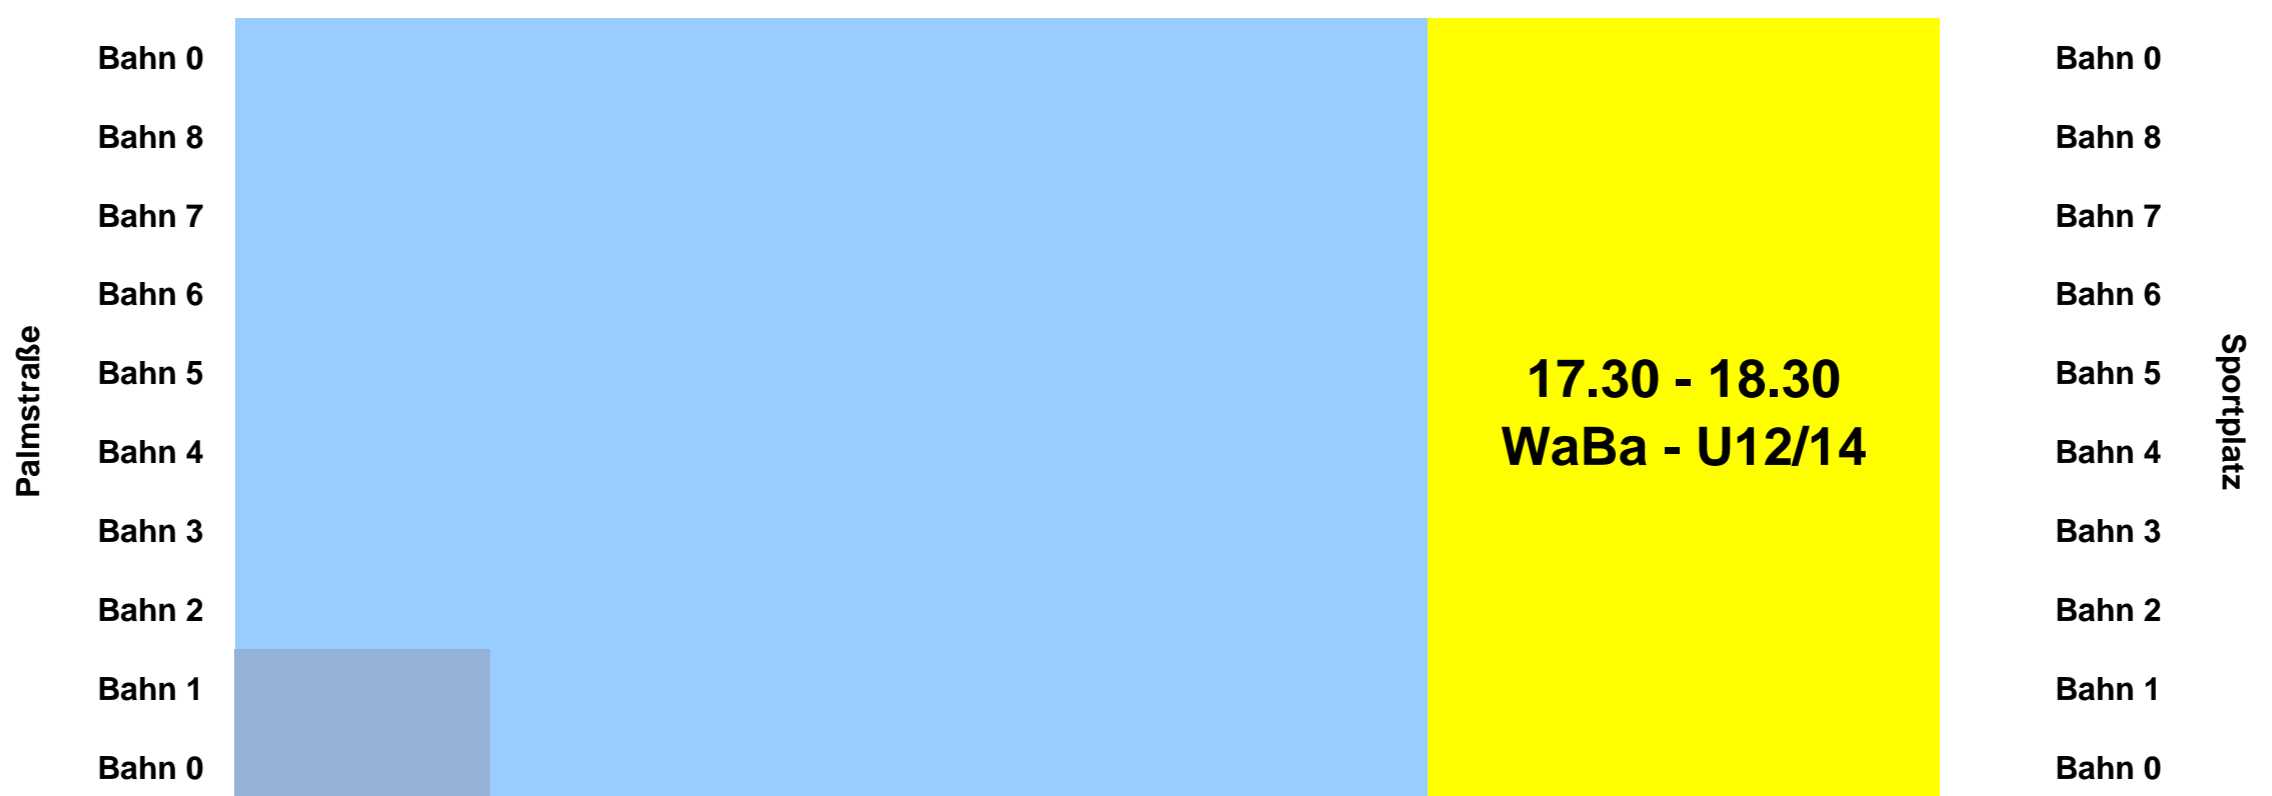 Bahn 0 Bahn 0
Bahn 8 Bahn 8
Bahn 7 Bahn 7
Bahn 6 Bahn 6
Palmstraße
Sportplatz
Bahn 5 Bahn 5
17.30 - 18.30
WaBa - U12/14
Bahn 4 Bahn 4
Bahn 3 Bahn 3
Bahn 2 Bahn 2
Bahn 1 Bahn 1
Bahn 0 Bahn 0